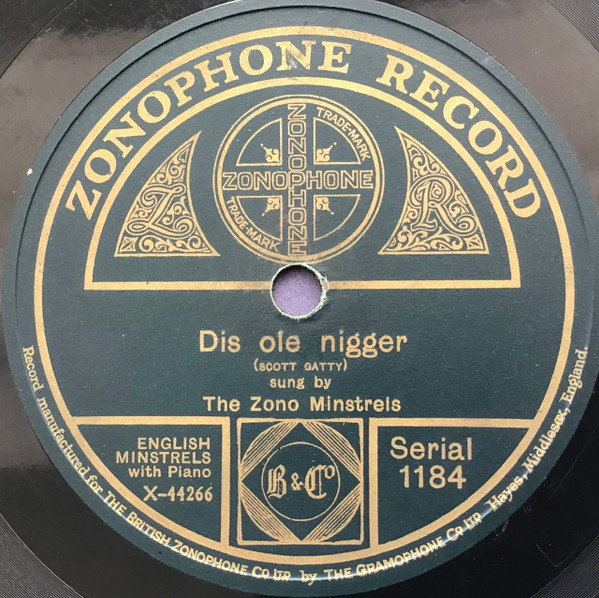 ZONOPHONE RECORD
ZONOPHONE
ZONOPHONE
TRADE-MARK
TRADE-MARK
Z
R
Dis ole nigger
(SCOTT GATTY)
sung by
The Zono Minstrels
ENGLISH
MINSTRELS
with Piano
X-44266
B & Co
Serial
1184
Record manufactured for THE BRITISH ZONOPHONE CO LTD by THE GRAMOPHONE CO LTD Hayes, Middlesex, England.